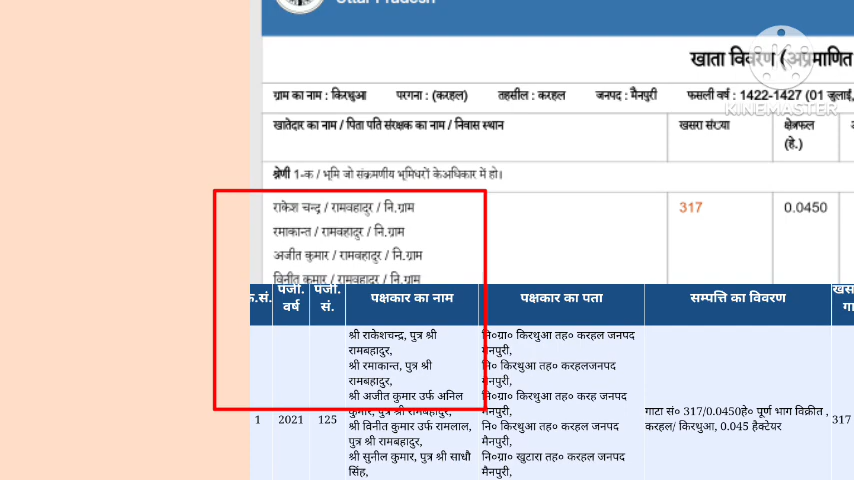 Uttar Pradesh
खाता विवरण (अप्रमाणित
ग्राम का नाम : किरथुआ परगना : (करहल) तहसील : करहल जनपद : मैनपुरी फसली वर्ष : 1422-1427 (01 जुलाई,
KINEMASTER
खातेदार का नाम / पिता पति संरक्षक का नाम / निवास स्थान खसरा संख्या क्षेत्रफल
(हे.)
श्रेणी 1-क / भूमि जो संक्रमणीय भूमिधरों के अधिकार में हो।
राकेश चन्द्र / रामवहादुर / नि.ग्राम 317 0.0450
रमाकान्त / रामवहादुर / नि.ग्राम
अजीत कुमार / रामवहादुर / नि.ग्राम
विनीत कुमार / रामवहादुर / नि.ग्राम
क्र.सं. पंजी. वर्ष पंजी. सं. पक्षकार का नाम पक्षकार का पता सम्पत्ति का विवरण
श्री राकेशचन्द्र, पुत्र श्री नि०ग्रा० किरथुआ तह० करहल जनपद
रामबहादुर, मैनपुरी,
श्री रमाकान्त, पुत्र श्री नि० किरथुआ तह० करहलजनपद
रामबहादुर, मैनपुरी,
श्री अजीत कुमार उर्फ अनिल नि०ग्रा० किरथुआ तह० करह जनपद
कुमार, पुत्र श्री रामबहादुर, मैनपुरी, गाटा सं० 317/0.0450हे० पूर्ण भाग विक्रीत ,
1 2021 125 श्री विनीत कुमार उर्फ रामलाल, नि० किरथुआ तह० करहल जनपद करहल/ किरथुआ, 0.045 हैक्टेयर 317
पुत्र श्री रामबहादुर, मैनपुरी,
श्री सुनील कुमार, पुत्र श्री साधौ नि०ग्रा० खुटारा तह० करहल जनपद
सिंह, मैनपुरी,